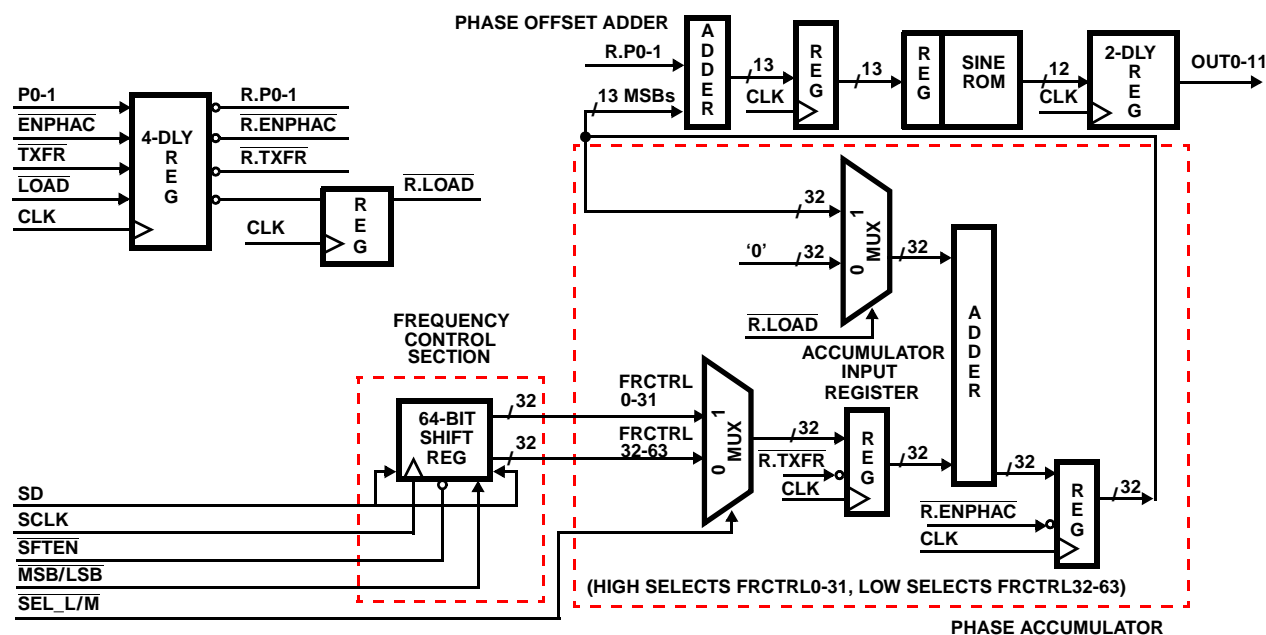 PHASE OFFSET ADDER
R.P0-1
13 MSBs
ADDER
13
CLK
REG
13
REG
SINE
ROM
12
CLK
2-DLY
REG
OUT0-11
P0-1
ENPHAC
TXFR
LOAD
CLK
4-DLY
REG
R.P0-1
R.ENPHAC
R.TXFR
CLK
REG
R.LOAD
32
'0'
32
1
0
MUX
32
R.LOAD
ADDER
FREQUENCY
CONTROL
SECTION
64-BIT
SHIFT
REG
32
32
FRCTRL
0-31
FRCTRL
32-63
1
0
MUX
ACCUMULATOR
INPUT
REGISTER
32
R.TXFR
CLK
REG
32
32
R.ENPHAC
CLK
REG
32
SD
SCLK
SFTEN
MSB/LSB
SEL_L/M
(HIGH SELECTS FRCTRL0-31, LOW SELECTS FRCTRL32-63)
PHASE ACCUMULATOR